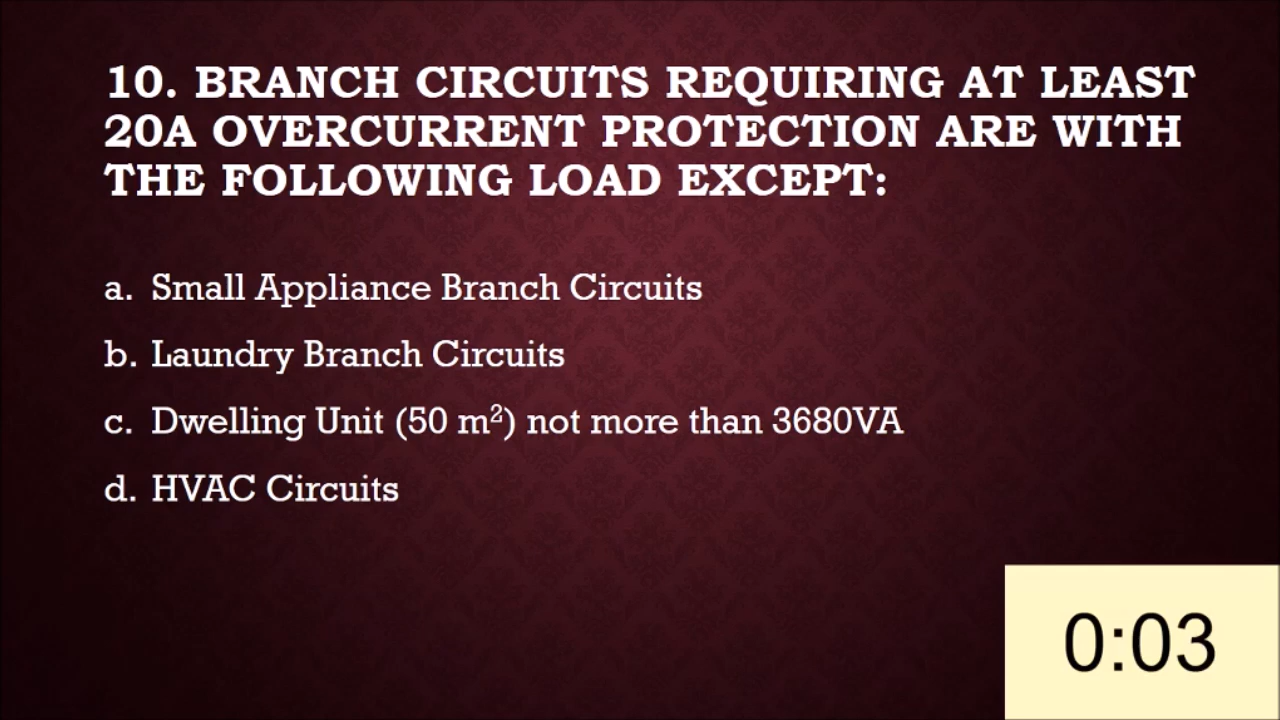 10. BRANCH CIRCUITS REQUIRING AT LEAST
20A OVERCURRENT PROTECTION ARE WITH
THE FOLLOWING LOAD EXCEPT:
a. Small Appliance Branch Circuits
b. Laundry Branch Circuits
c. Dwelling Unit (50 m²) not more than 3680VA
d. HVAC Circuits
0:03